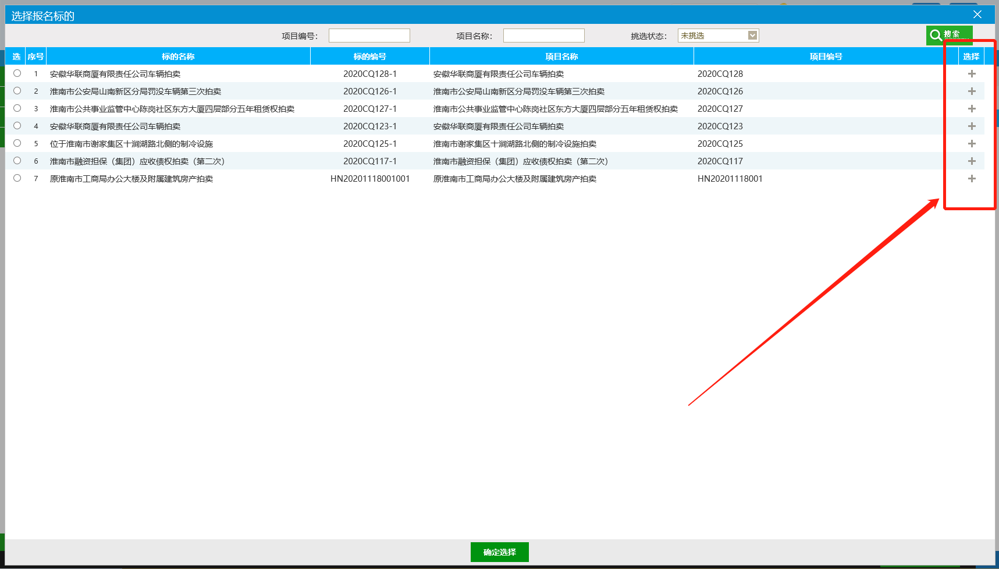 选择报名标的
项目编号： 项目名称： 挑选状态： 未挑选 搜索
选 序号 标的名称 标的编号 项目名称 项目编号 选择
1 安徽华联商厦有限责任公司车辆拍卖 2020CQ128-1 安徽华联商厦有限责任公司车辆拍卖 2020CQ128
2 淮南市公安局山南新区分局罚没车辆第三次拍卖 2020CQ126-1 淮南市公安局山南新区分局罚没车辆第三次拍卖 2020CQ126
3 淮南市公共事业监管中心陈岗社区东方大厦四层部分五年租赁权拍卖 2020CQ127-1 淮南市公共事业监管中心陈岗社区东方大厦四层部分五年租赁权拍卖 2020CQ127
4 安徽华联商厦有限责任公司车辆拍卖 2020CQ123-1 安徽华联商厦有限责任公司车辆拍卖 2020CQ123
5 位于淮南市谢家集区十涧湖路北侧的制冷设施 2020CQ125-1 淮南市谢家集区十涧湖路北侧的制冷设施拍卖 2020CQ125
6 淮南市融资担保（集团）应收债权拍卖（第二次） 2020CQ117-1 淮南市融资担保（集团）应收债权拍卖（第二次） 2020CQ117
7 原淮南市工商局办公大楼及附属建筑房产拍卖 HN20201118001001 原淮南市工商局办公大楼及附属建筑房产拍卖 HN20201118001
确定选择